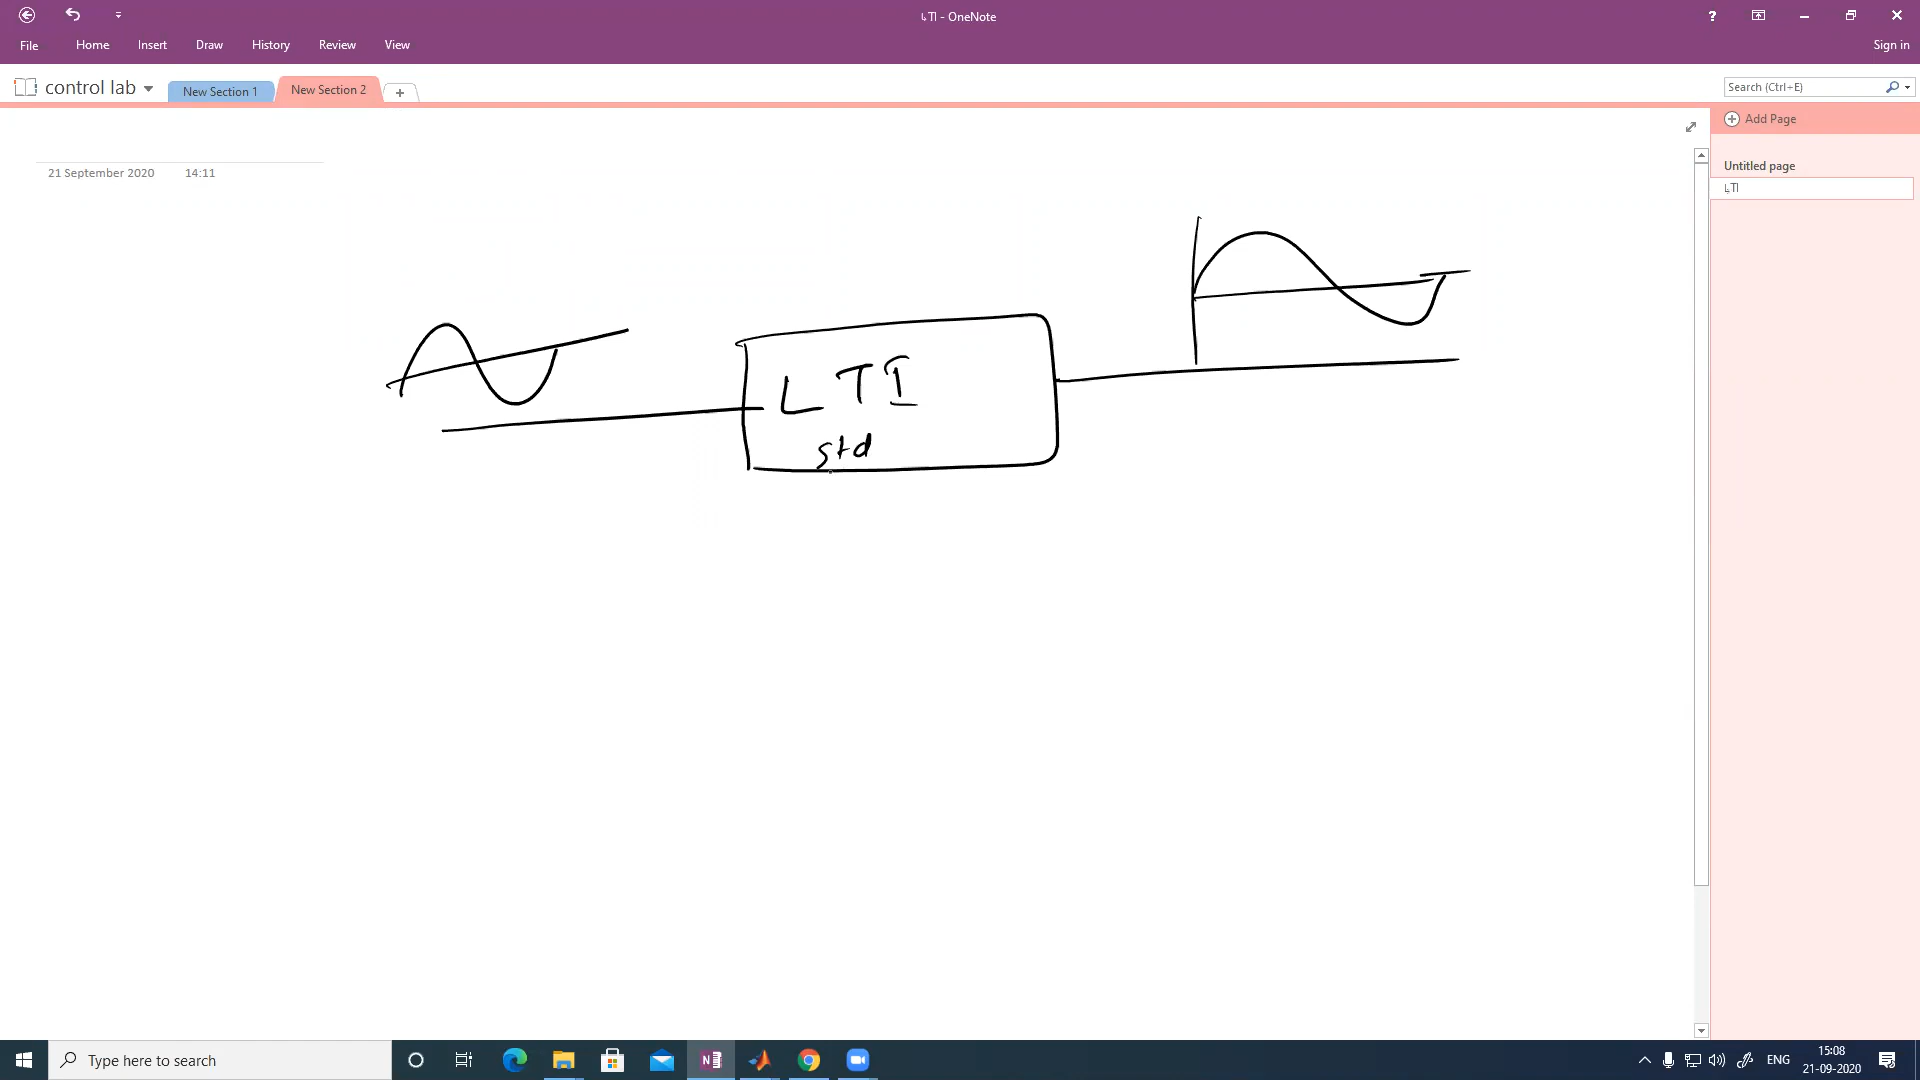 LTI - OneNote
File Home Insert Draw History Review View Sign in
control lab New Section 1 New Section 2 Search (Ctrl+E)
Add Page
21 September 2020 14:11
Untitled page
LTI
LTI
std
Type here to search
ENG 15:08
21-09-2020